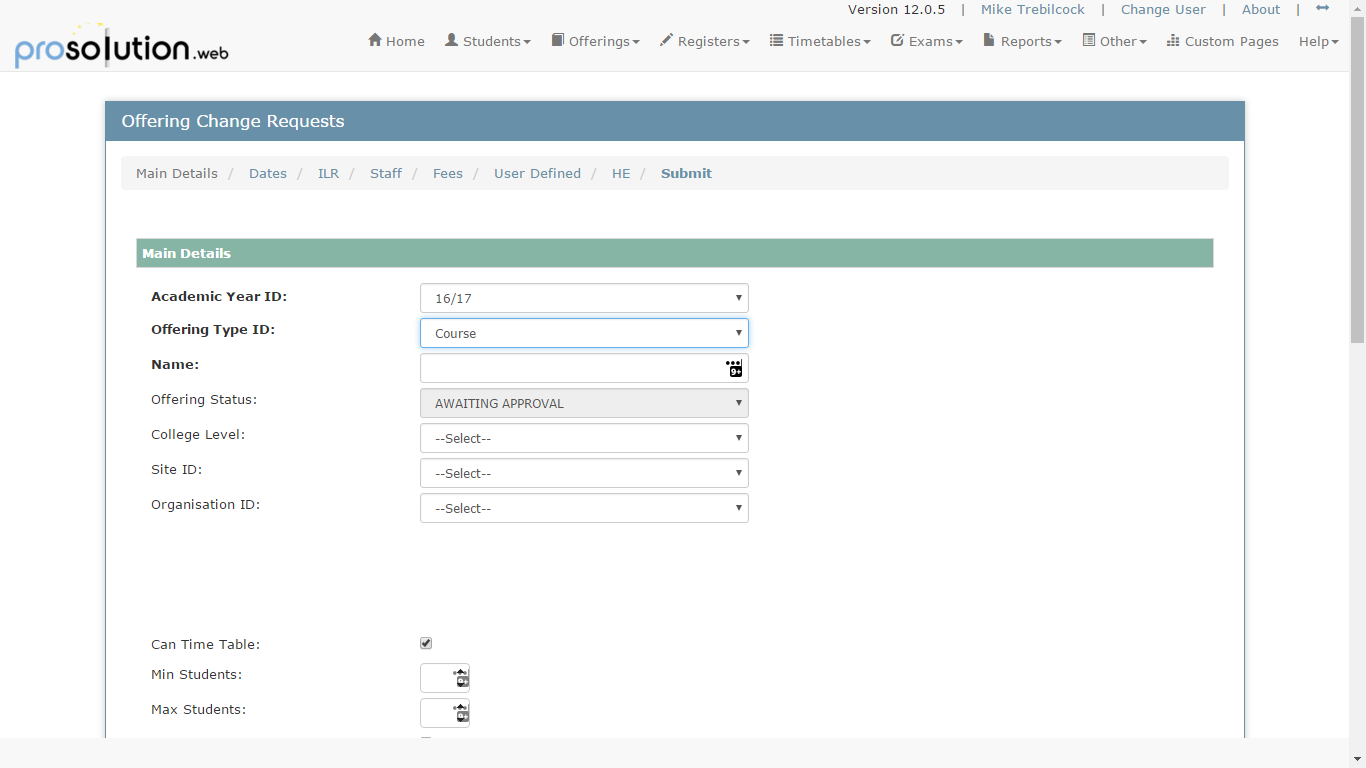 Version 12.0.5 | Mike Trebilcock | Change User | About |
prosolution.web
Home Students Offerings Registers Timetables Exams Reports Other Custom Pages Help
Offering Change Requests
Main Details / Dates / ILR / Staff / Fees / User Defined / HE / Submit
Main Details
Academic Year ID: 16/17
Offering Type ID: Course
Name:
Offering Status: AWAITING APPROVAL
College Level: --Select--
Site ID: --Select--
Organisation ID: --Select--
Can Time Table:
Min Students:
Max Students: